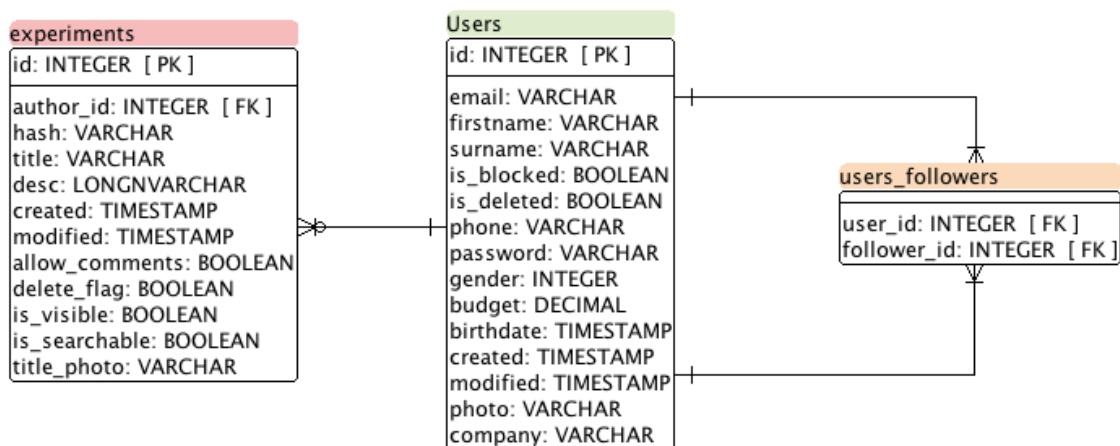 experiments
id: INTEGER [ PK ]
author_id: INTEGER [ FK ]
hash: VARCHAR
title: VARCHAR
desc: LONGNVARCHAR
created: TIMESTAMP
modified: TIMESTAMP
allow_comments: BOOLEAN
delete_flag: BOOLEAN
is_visible: BOOLEAN
is_searchable: BOOLEAN
title_photo: VARCHAR
Users
id: INTEGER [ PK ]
email: VARCHAR
firstname: VARCHAR
surname: VARCHAR
is_blocked: BOOLEAN
is_deleted: BOOLEAN
phone: VARCHAR
password: VARCHAR
gender: INTEGER
budget: DECIMAL
birthdate: TIMESTAMP
created: TIMESTAMP
modified: TIMESTAMP
photo: VARCHAR
company: VARCHAR
users_followers
user_id: INTEGER [ FK ]
follower_id: INTEGER [ FK ]